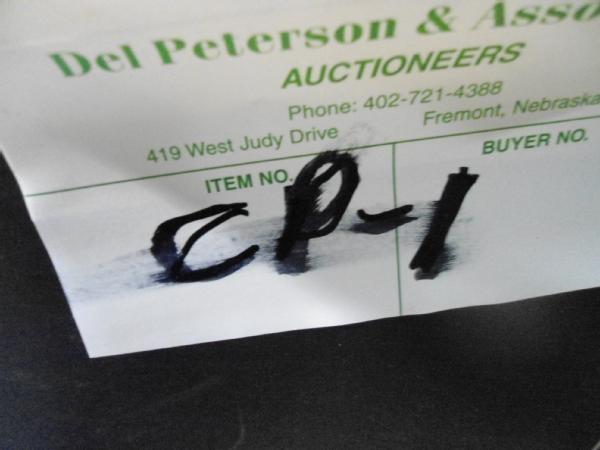 Del Peterson & Asso
AUCTIONEERS
Phone: 402-721-4388
419 West Judy Drive Fremont, Nebraska
ITEM NO. BUYER NO.
CP-1